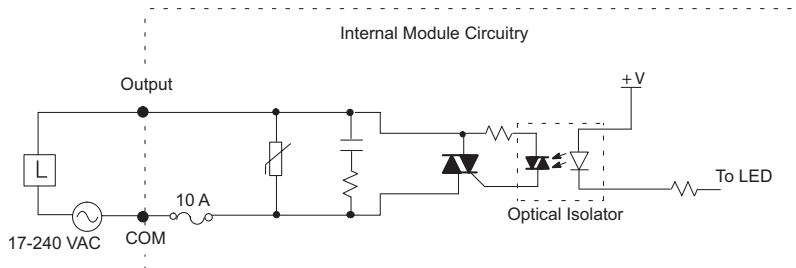 Internal Module Circuitry
Output
+V
L
10 A
To LED
Optical Isolator
COM
17-240 VAC